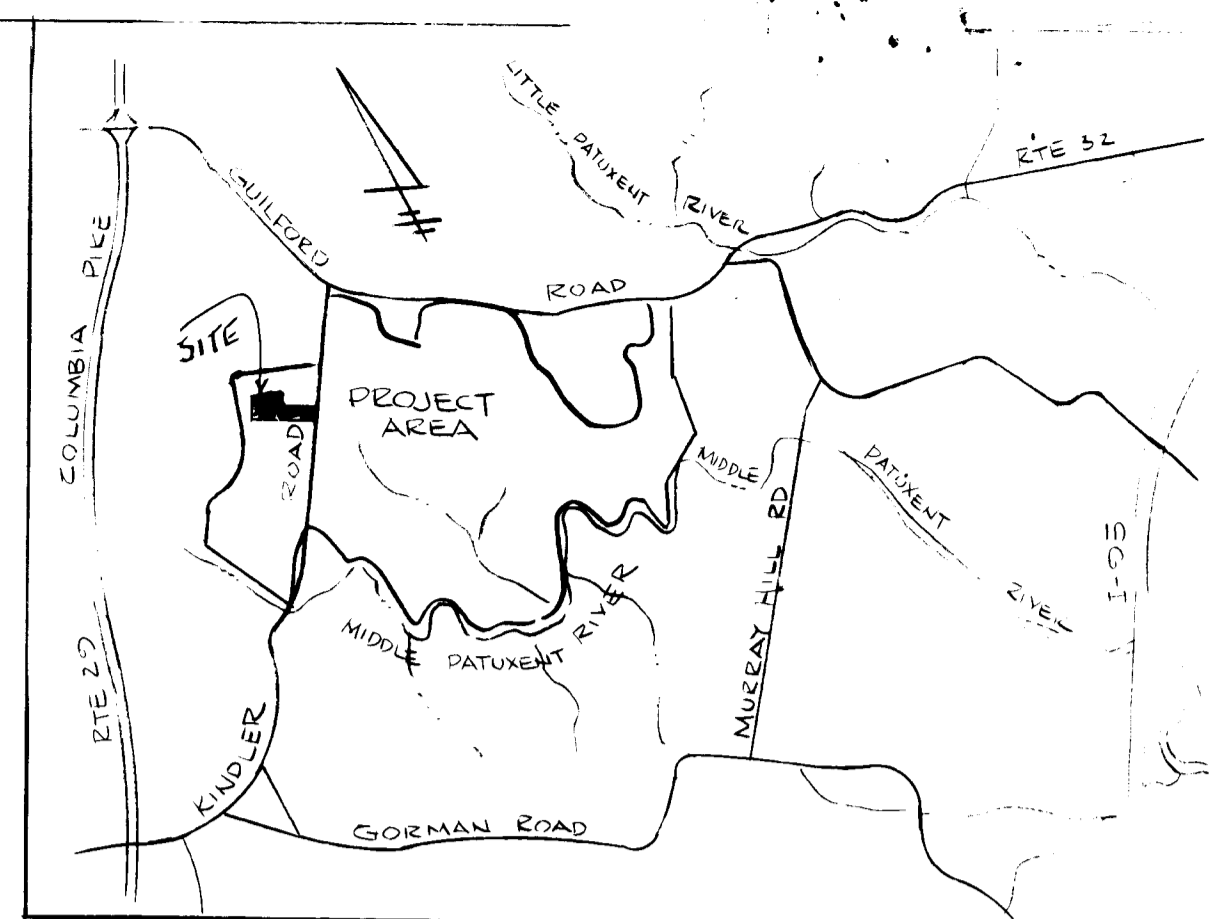 LITTLE PATUXENT RIVER
RTE 32
GUILFORD ROAD
COLUMBIA PIKE
SITE
PROJECT
AREA
ROAD
MIDDLE PATUXENT RIVER
MURRAY HILL RD
I-95
MIDDLE PATUXENT RIVER
RTE 29
KINDLER
GORMAN ROAD